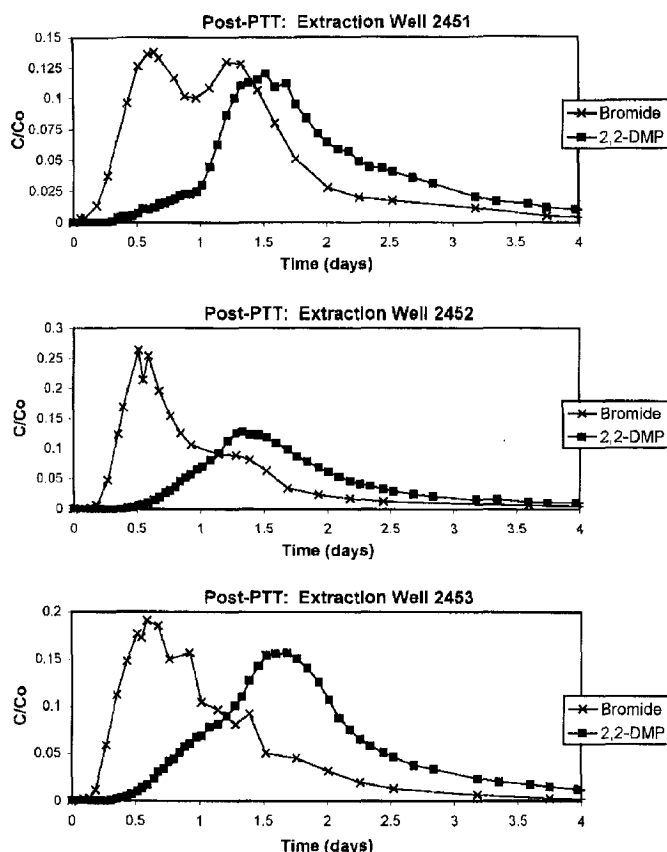 Post-PTT: Extraction Well 2451
0.15
0.125
0.1
0.075
0.05
0.025
0
C/Co
0 0.5 1 1.5 2 2.5 3 3.5 4
Time (days)
Bromide
2,2-DMP
Post-PTT: Extraction Well 2452
0.3
0.25
0.2
0.15
0.1
0.05
0
C/Co
0 0.5 1 1.5 2 2.5 3 3.5 4
Time (days)
Bromide
2,2-DMP
Post-PTT: Extraction Well 2453
0.2
0.15
0.1
0.05
0
C/Co
0 0.5 1 1.5 2 2.5 3 3.5 4
Time (days)
Bromide
2,2-DMP